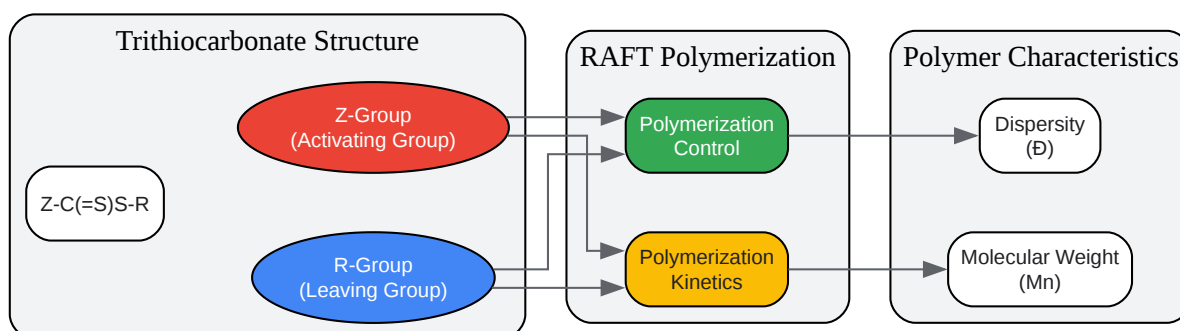 Trithiocarbonate Structure
Z-Group
(Activating Group)
Z-C(=S)S-R
R-Group
(Leaving Group)
RAFT Polymerization
Polymerization
Control
Polymerization
Kinetics
Polymer Characteristics
Dispersity
(Đ)
Molecular Weight
(Mn)